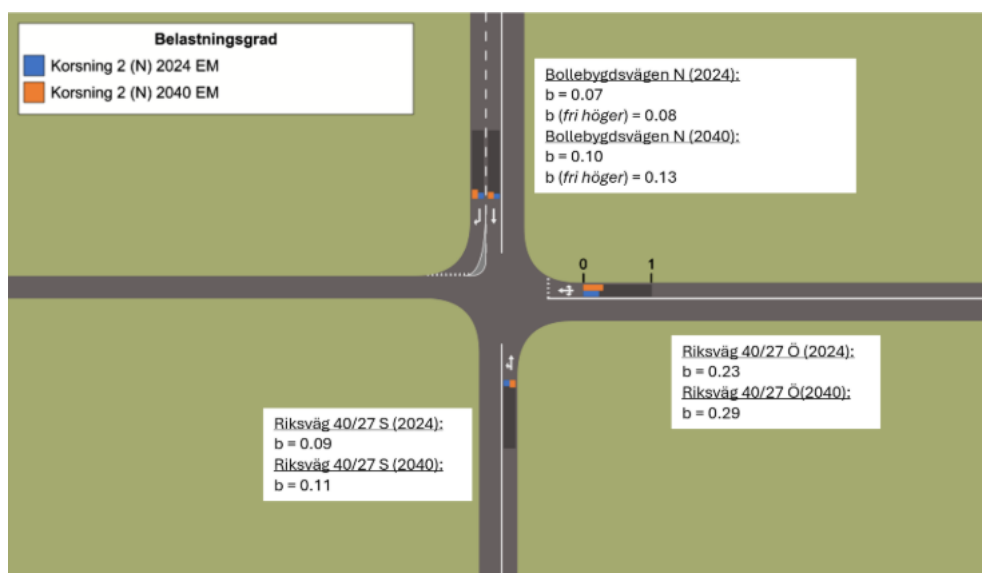 Belastningsgrad
Korsning 2 (N) 2024 EM
Korsning 2 (N) 2040 EM
Bollebygdsvägen N (2024):
b = 0.07
b (fri höger) = 0.08
Bollebygdsvägen N (2040):
b = 0.10
b (fri höger) = 0.13
0 1
Riksväg 40/27 Ö (2024):
b = 0.23
Riksväg 40/27 Ö(2040):
b = 0.29
Riksväg 40/27 S (2024):
b = 0.09
Riksväg 40/27 S (2040):
b = 0.11